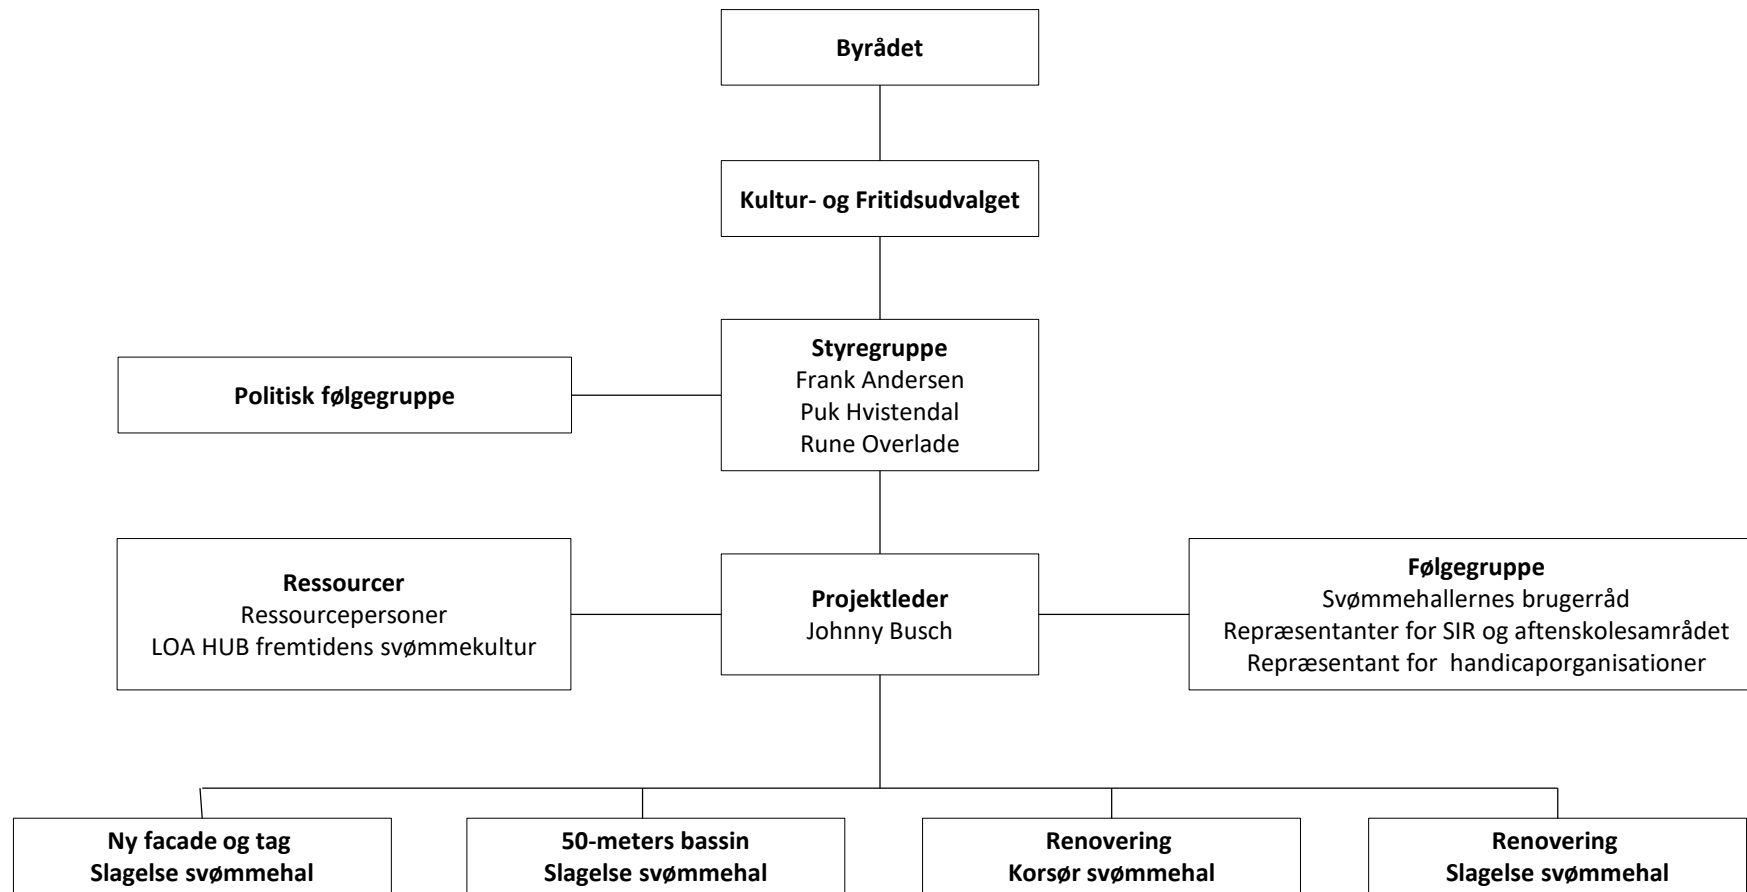 Byrådet
Kultur- og Fritidsudvalget
Styregruppe
Frank Andersen
Puk Hvistendal
Rune Overlade
Politisk følgegruppe
Ressourcer
Ressourcepersoner
LOA HUB fremtidens svømmekultur
Projektleder
Johnny Busch
Følgegruppe
Svømmehallernes brugerråd
Repræsentanter for SIR og aftenskolesamrådet
Repræsentant for  handicaporganisationer
Ny facade og tag
Slagelse svømmehal
50-meters bassin
Slagelse svømmehal
Renovering
Korsør svømmehal
Renovering
Slagelse svømmehal